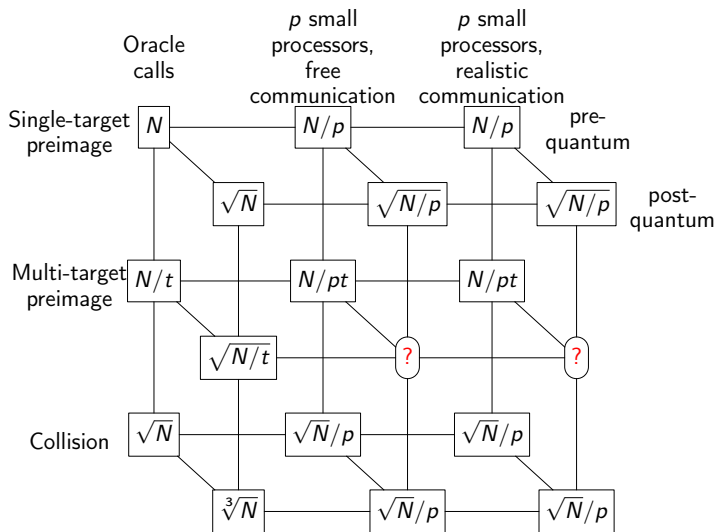 Oracle
calls
p small
processors,
free
communication
p small
processors,
realistic
communication
Single-target
preimage
N
N/p
N/p
pre-
quantum
√N
√N/p
√N/p
post-
quantum
Multi-target
preimage
N/t
N/pt
N/pt
√N/t
?
?
Collision
√N
√N/p
√N/p
∛N
√N/p
√N/p